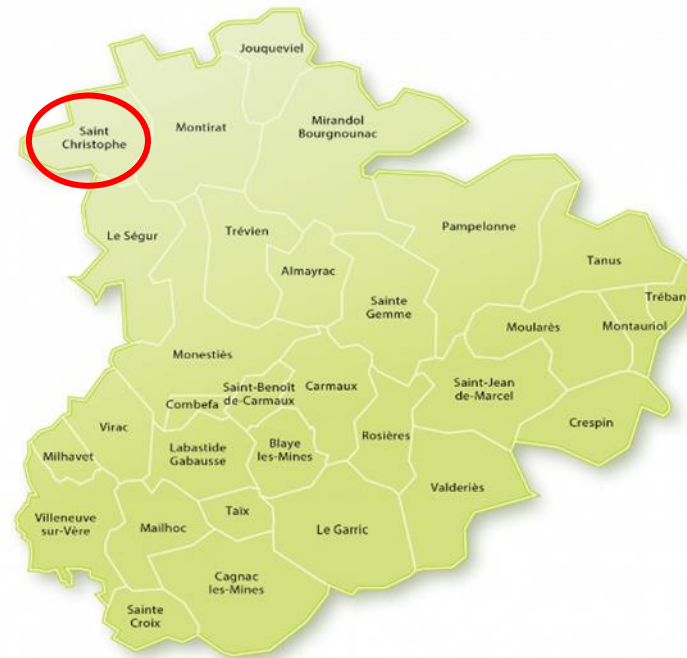 Jouqueviel
Mirandol
Bourgnounac
Saint
Christophe
Montirat
Le Ségur
Trévien
Pampelonne
Almayrac
Tanus
Sainte
Gemme
Tréban
Moularès
Montauriol
Monestiès
Saint-Benoît
de-Carmaux
Carmaux
Saint-Jean
de-Marcel
Combefa
Crespin
Virac
Rosières
Labastide
Gabausse
Blaye
les-Mines
Milhavet
Valderiès
Villeneuve
sur-Vère
Mailhoc
Taïx
Le Garric
Cagnac
les-Mines
Sainte
Croix